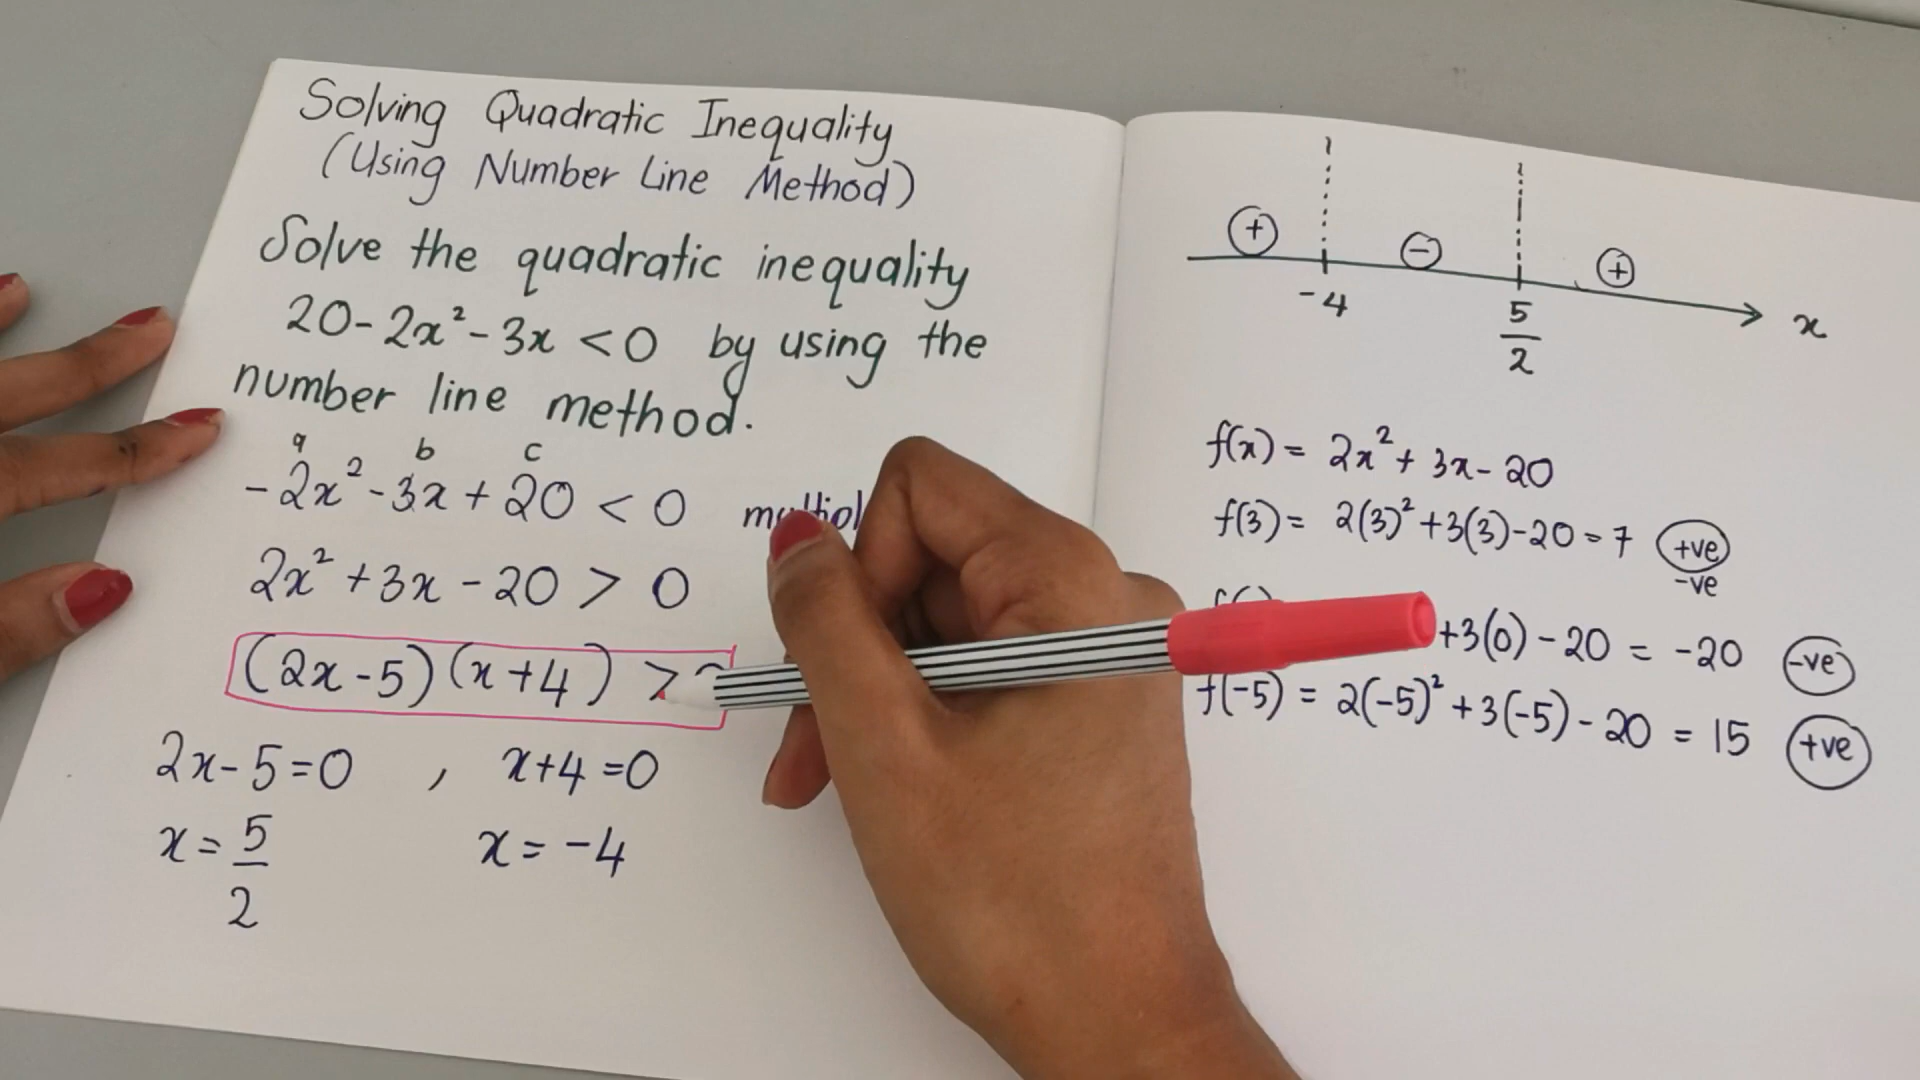 Solving Quadratic Inequality
(Using Number Line Method)
Solve the quadratic inequality
20-2x²-3x <0 by using the
number line method.
a b c
-2x²-3x+20 < 0
2x²+3x-20 > 0
(2x-5)(x+4) >
2x-5=0 , x+4=0
x=5/2 x=-4
+ - +
-4 5/2 x
f(x) = 2x²+3x-20
f(3) = 2(3)²+3(3)-20=7 +ve
-ve
+3(0)-20 = -20 -ve
f(-5) = 2(-5)²+3(-5)-20 = 15 +ve